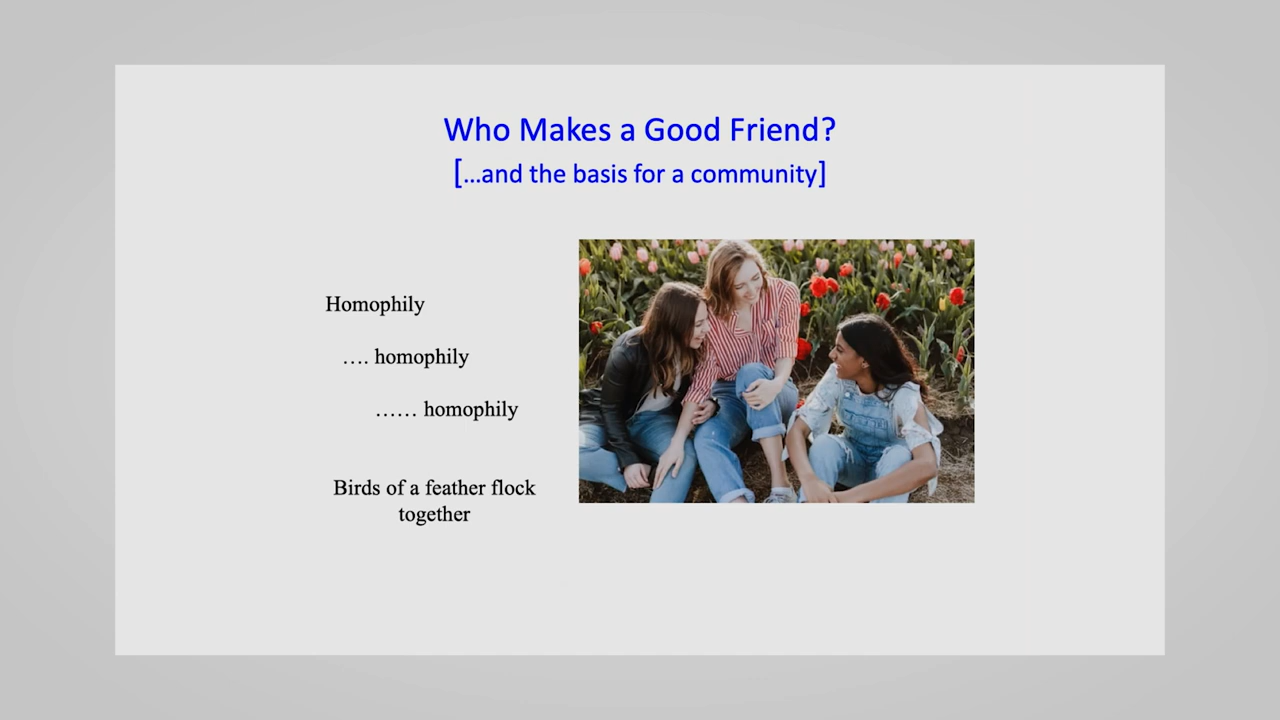 Who Makes a Good Friend?
[…and the basis for a community]
Homophily
…. homophily
…… homophily
Birds of a feather flock
together